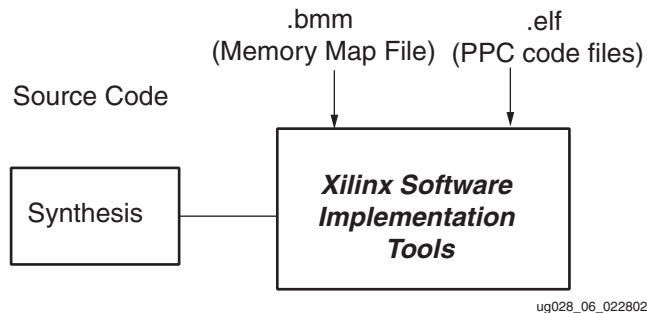 .bmm
(Memory Map File)
.elf
(PPC code files)
Source Code
Synthesis
Xilinx Software
Implementation
Tools
ug028_06_022802